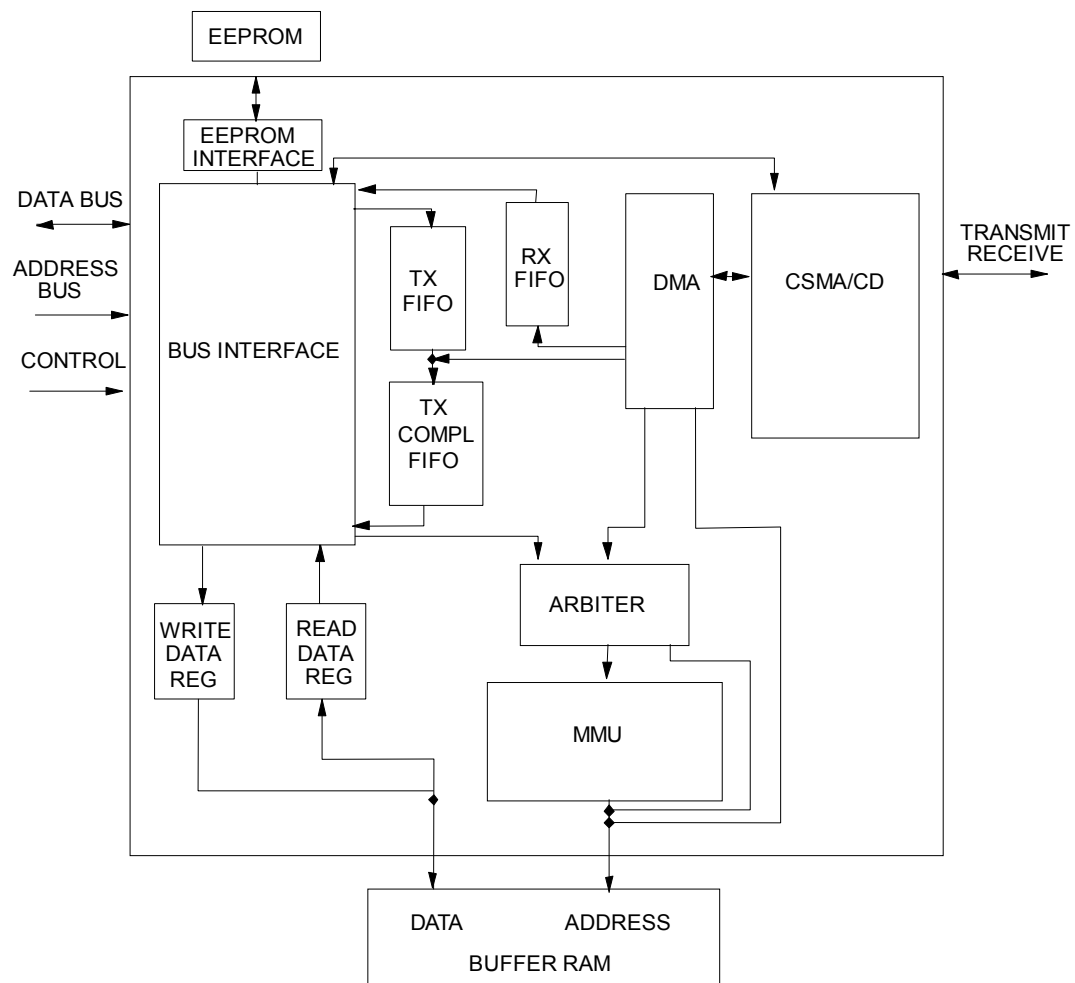 EEPROM
EEPROM
INTERFACE
DATA BUS
ADDRESS
BUS
CONTROL
BUS INTERFACE
TX
FIFO
RX
FIFO
DMA
CSMA/CD
TRANSMIT
RECEIVE
TX
COMPL
FIFO
WRITE
DATA
REG
READ
DATA
REG
ARBITER
MMU
DATA
ADDRESS
BUFFER RAM